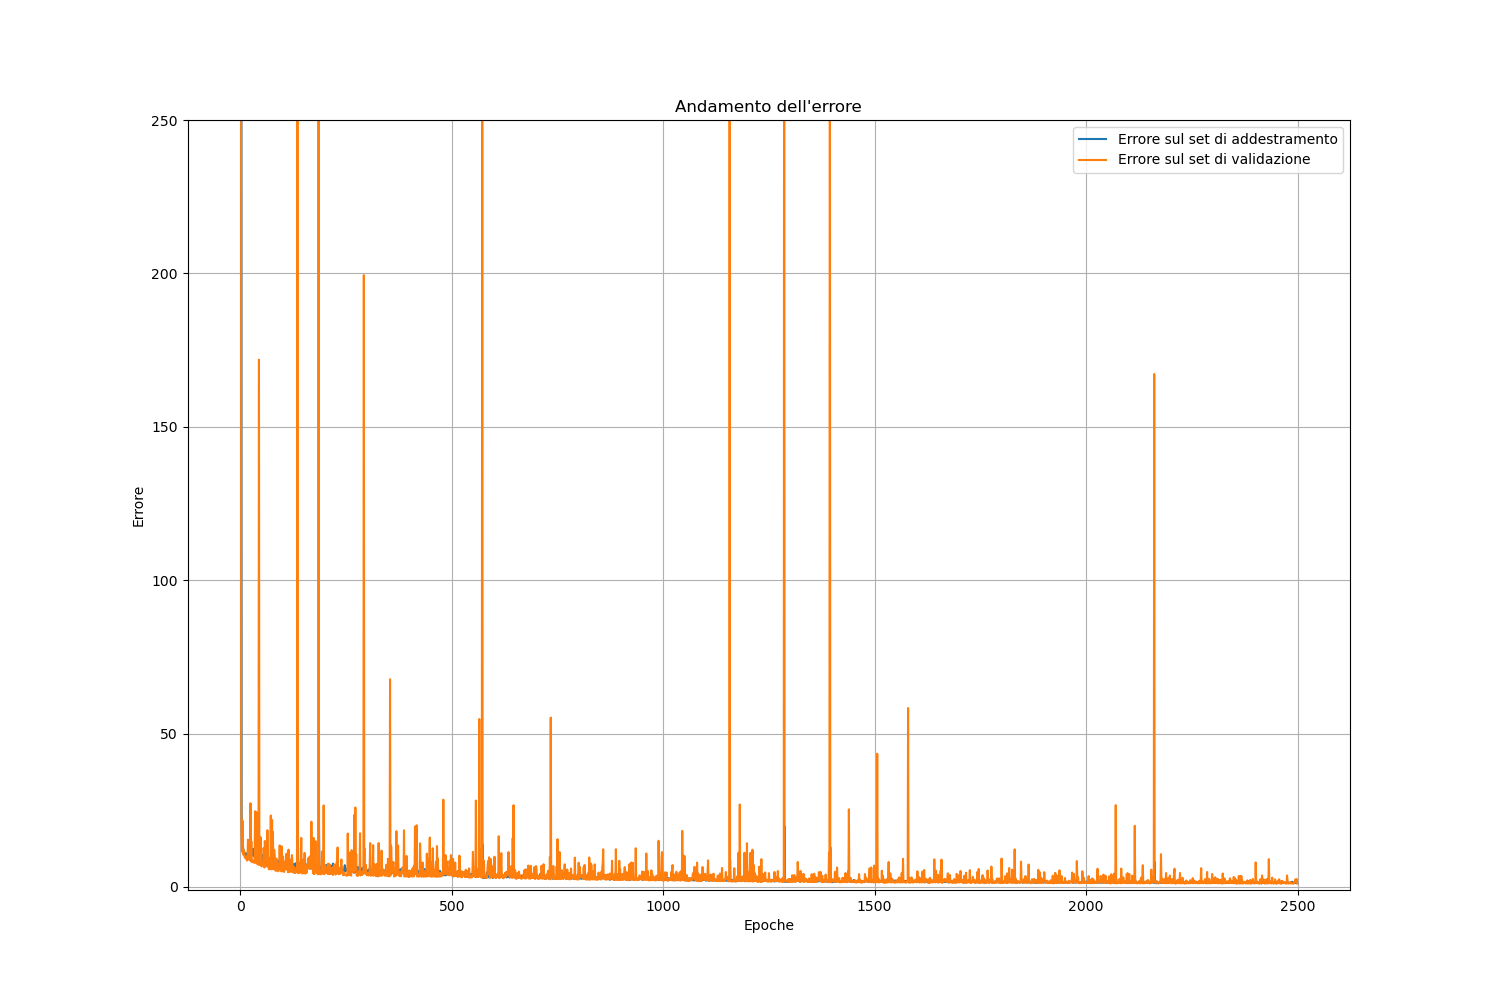 Andamento dell'errore
Errore sul set di addestramento
Errore sul set di validazione
250
200
150
100
50
0
Errore
0 500 1000 1500 2000 2500
Epoche